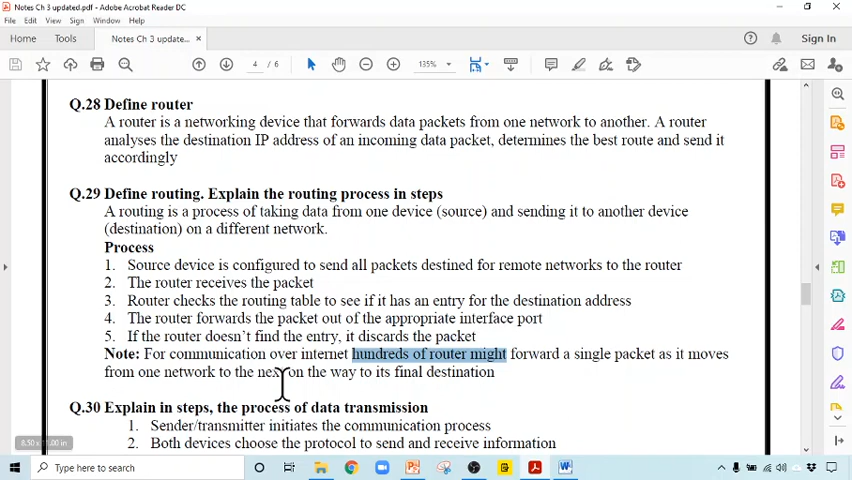 Notes Ch 3 updated.pdf - Adobe Acrobat Reader DC
File Edit View Sign Window Help
Home Tools Notes Ch 3 update... × Sign In
4 / 6 135%
Q.28 Define router
A router is a networking device that forwards data packets from one network to another. A router
analyses the destination IP address of an incoming data packet, determines the best route and send it
accordingly
Q.29 Define routing. Explain the routing process in steps
A routing is a process of taking data from one device (source) and sending it to another device
(destination) on a different network.
Process
1. Source device is configured to send all packets destined for remote networks to the router
2. The router receives the packet
3. Router checks the routing table to see if it has an entry for the destination address
4. The router forwards the packet out of the appropriate interface port
5. If the router doesn't find the entry, it discards the packet
Note: For communication over internet hundreds of router might forward a single packet as it moves
from one network to the next on the way to its final destination
Q.30 Explain in steps, the process of data transmission
1. Sender/transmitter initiates the communication process
8.50 x 11.00 in
2. Both devices choose the protocol to send and receive information
Type here to search